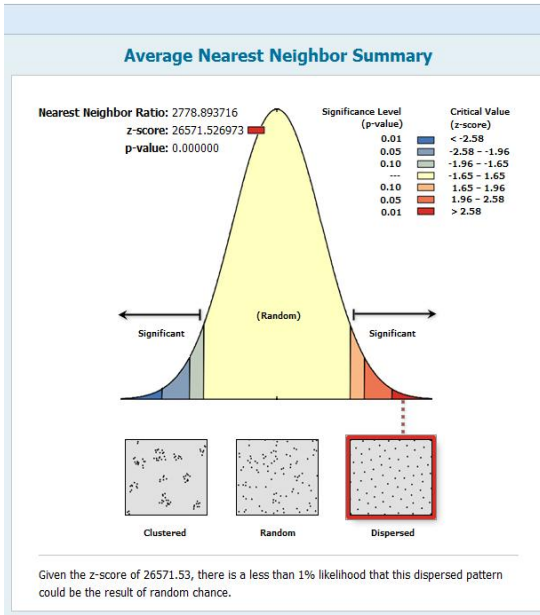 Average Nearest Neighbor Summary
Nearest Neighbor Ratio: 2778.893716
z-score: 26571.526973
p-value: 0.000000
Significance Level
(p-value)
Critical Value
(z-score)
0.01 < -2.58
0.05 -2.58 - -1.96
0.10 -1.96 - -1.65
--- -1.65 - 1.65
0.10 1.65 - 1.96
0.05 1.96 - 2.58
0.01 > 2.58
(Random)
Significant
Significant
Clustered
Random
Dispersed
Given the z-score of 26571.53, there is a less than 1% likelihood that this dispersed pattern
could be the result of random chance.